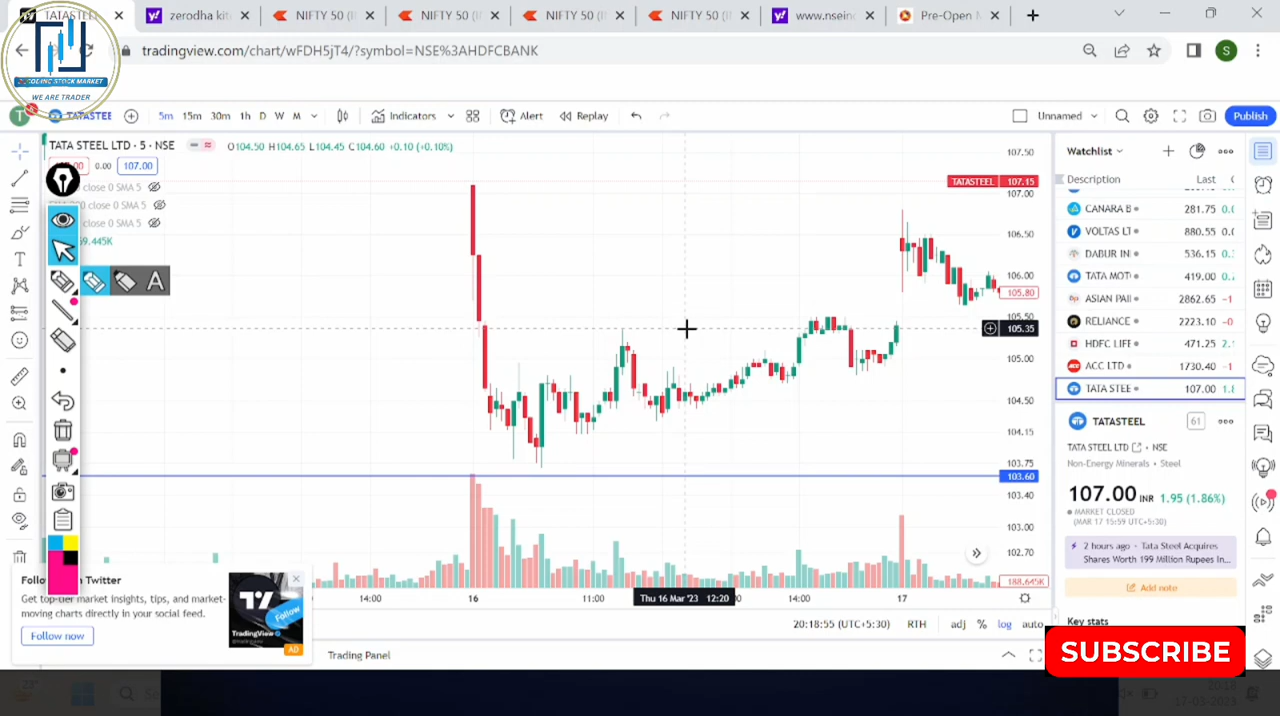 TATASTEEL
zerodha kit
NIFTY 50 (I
NIFTY 50 (I
NIFTY 50 (I
NIFTY 50 (I
www.nseind
Pre-Open M
tradingview.com/chart/wFDH5jT4/?symbol=NSE%3AHDFCBANK
S
STOCK MARKET
WE ARE TRADER
T
TATASTEE
5m 15m 30m 1h D W M
Indicators
Alert
Replay
Unnamed
Publish
TATA STEEL LTD · 5 · NSE
O104.50 H104.65 L104.45 C104.60 +0.10 (+0.10%)
0.00 107.00
close 0 SMA 5
close 0 SMA 5
close 0 SMA 5
9.445K
A
107.50
TATASTEEL 107.15
107.00
106.50
106.00
105.80
105.50
105.35
105.00
104.50
104.15
103.75
103.60
103.40
103.00
102.70
188.645K
14:00 16 11:00 Thu 16 Mar '23 12:20 14:00 17
20:18:55 (UTC+5:30) RTH adj % log auto
Trading Panel
Watchlist
Description Last
CANARA B 281.75
VOLTAS LT 880.55
DABUR IN 536.15
TATA MOT 419.00
ASIAN PAI 2862.65
RELIANCE 2223.10
HDFC LIFE 471.25
ACC LTD 1730.40
TATA STEE 107.00
TATASTEEL 61
TATA STEEL LTD · NSE
Non-Energy Minerals • Steel
107.00 INR 1.95 (1.86%)
MARKET CLOSED
(MAR 17 15:59 UTC+5:30)
2 hours ago · Tata Steel Acquires
Shares Worth 199 Million Rupees In...
Add note
Key stats
Twitter
Get top-tier market insights, tips, and market-
moving charts directly in your social feed.
Follow now
Follow
TradingView
AD
SUBSCRIBE
20:18
17-03-2023